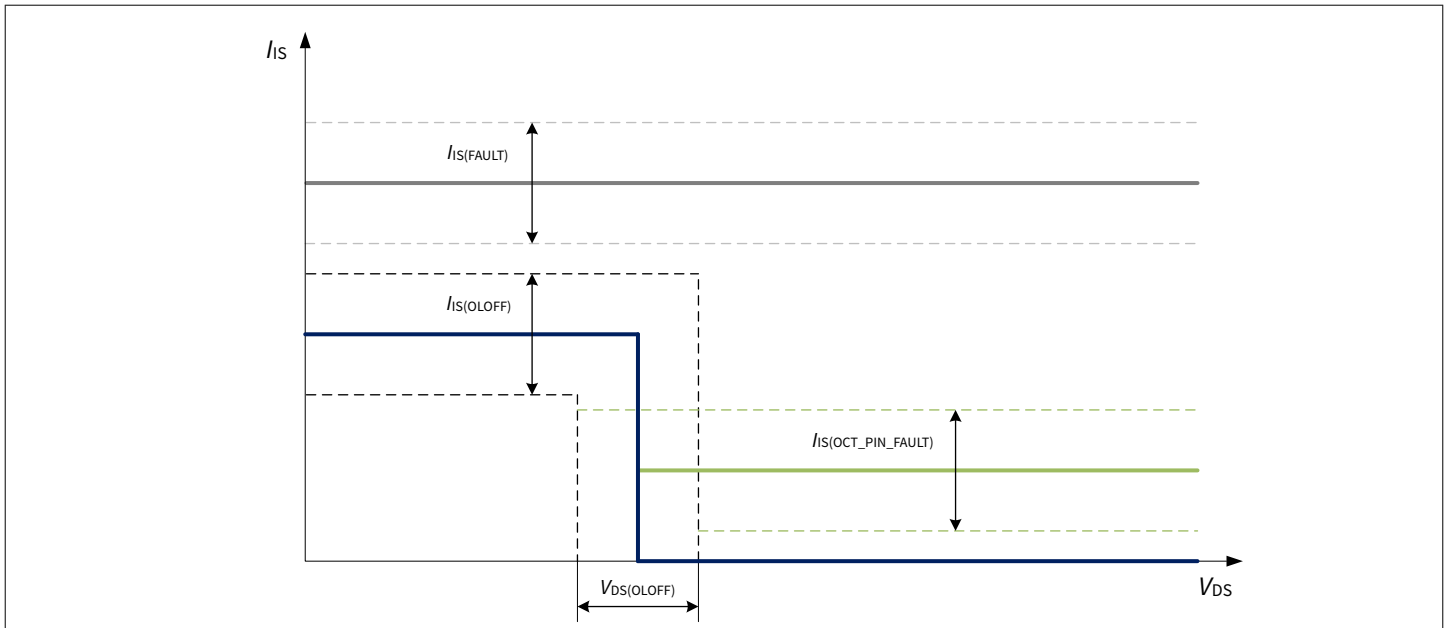 IIS
IIS(FAULT)
IIS(OLOFF)
IIS(OCT_PIN_FAULT)
VDS(OLOFF)
VDS